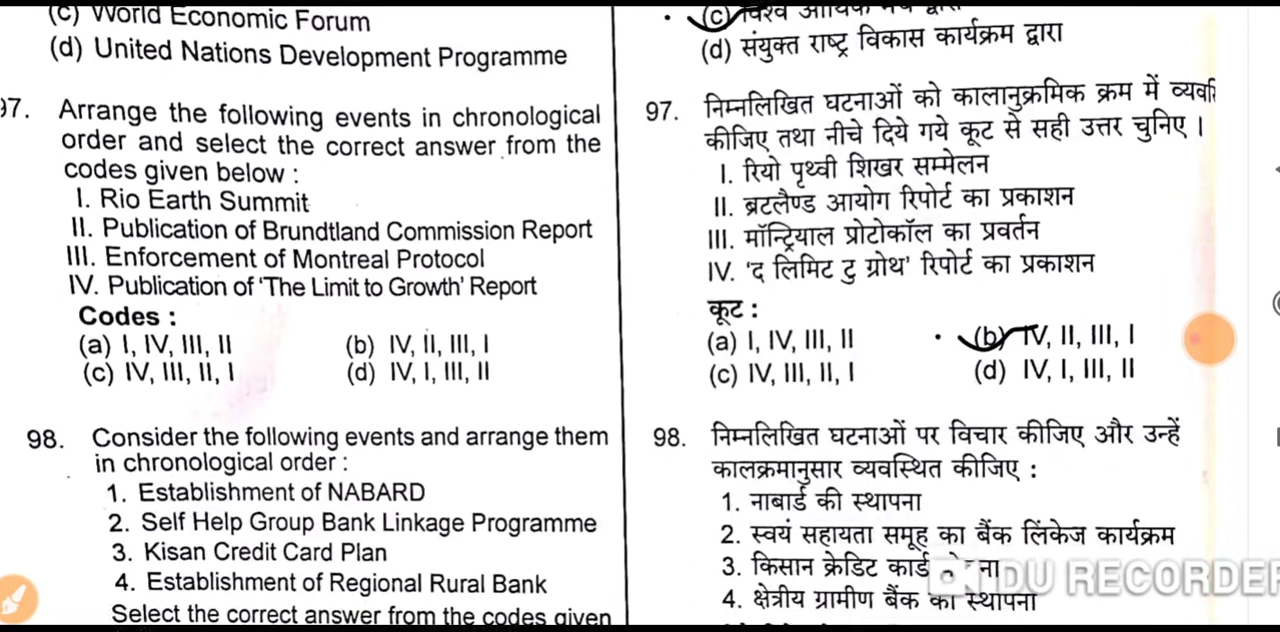 (c) World Economic Forum
(d) United Nations Development Programme
97. Arrange the following events in chronological
order and select the correct answer from the
codes given below :
I. Rio Earth Summit
II. Publication of Brundtland Commission Report
III. Enforcement of Montreal Protocol
IV. Publication of 'The Limit to Growth' Report
Codes :
(a) I, IV, III, II (b) IV, II, III, I
(c) IV, III, II, I (d) IV, I, III, II
98. Consider the following events and arrange them
in chronological order :
1. Establishment of NABARD
2. Self Help Group Bank Linkage Programme
3. Kisan Credit Card Plan
4. Establishment of Regional Rural Bank
Select the correct answer from the codes given
(c) विश्व आर्थिक मंच द्वारा
(d) संयुक्त राष्ट्र विकास कार्यक्रम द्वारा
97. निम्नलिखित घटनाओं को कालानुक्रमिक क्रम में
कीजिए तथा नीचे दिये गये कूट से सही उत्तर चुनिए ।
I. रियो पृथ्वी शिखर सम्मेलन
II. ब्रटलैण्ड आयोग रिपोर्ट का प्रकाशन
III. मॉन्ट्रियाल प्रोटोकॉल का प्रवर्तन
IV. 'द लिमिट टु ग्रोथ' रिपोर्ट का प्रकाशन
कूट :
(a) I, IV, III, II (b) IV, II, III, I
(c) IV, III, II, I (d) IV, I, III, II
98. निम्नलिखित घटनाओं पर विचार कीजिए और उन्हें
कालक्रमानुसार व्यवस्थित कीजिए :
1. नाबार्ड की स्थापना
2. स्वयं सहायता समूह का बैंक लिंकेज कार्यक्रम
3. किसान क्रेडिट कार्ड
4. क्षेत्रीय ग्रामीण बैंक की स्थापना
DU RECORDER